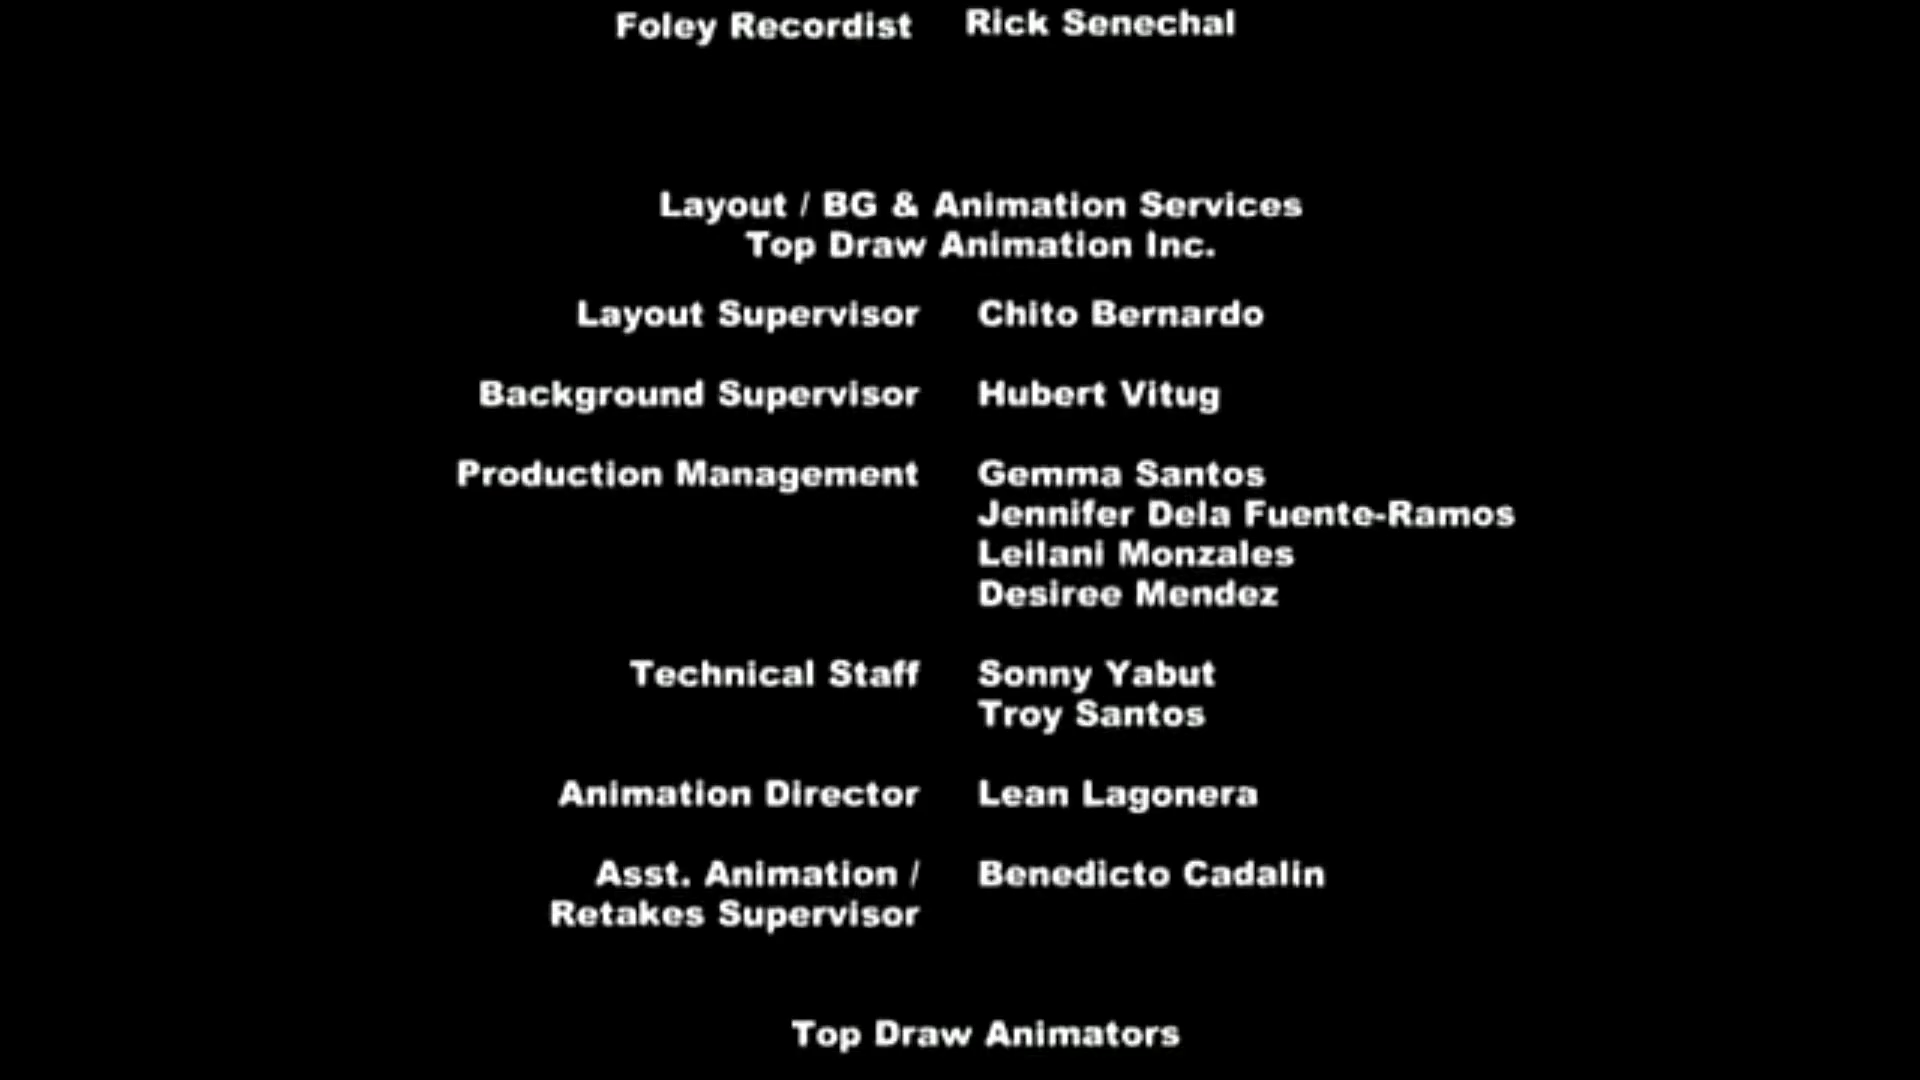 Foley Recordist Rick Senechal
Layout / BG & Animation Services
Top Draw Animation Inc.
Layout Supervisor Chito Bernardo
Background Supervisor Hubert Vitug
Production Management Gemma Santos
Jennifer Dela Fuente-Ramos
Leilani Monzales
Desiree Mendez
Technical Staff Sonny Yabut
Troy Santos
Animation Director Lean Lagonera
Asst. Animation / Benedicto Cadalin
Retakes Supervisor
Top Draw Animators